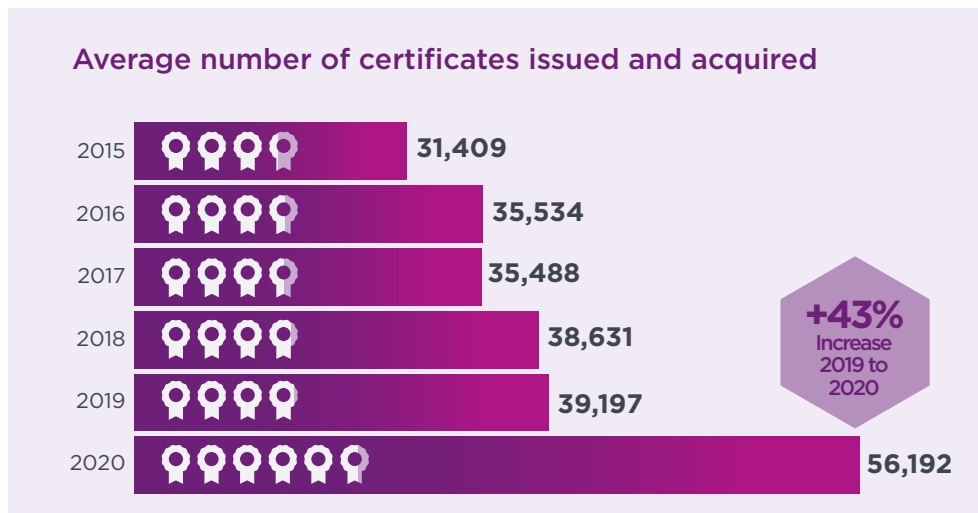 Average number of certificates issued and acquired
2015 31,409
2016 35,534
2017 35,488
2018 38,631
2019 39,197
2020 56,192
+43%
Increase
2019 to
2020